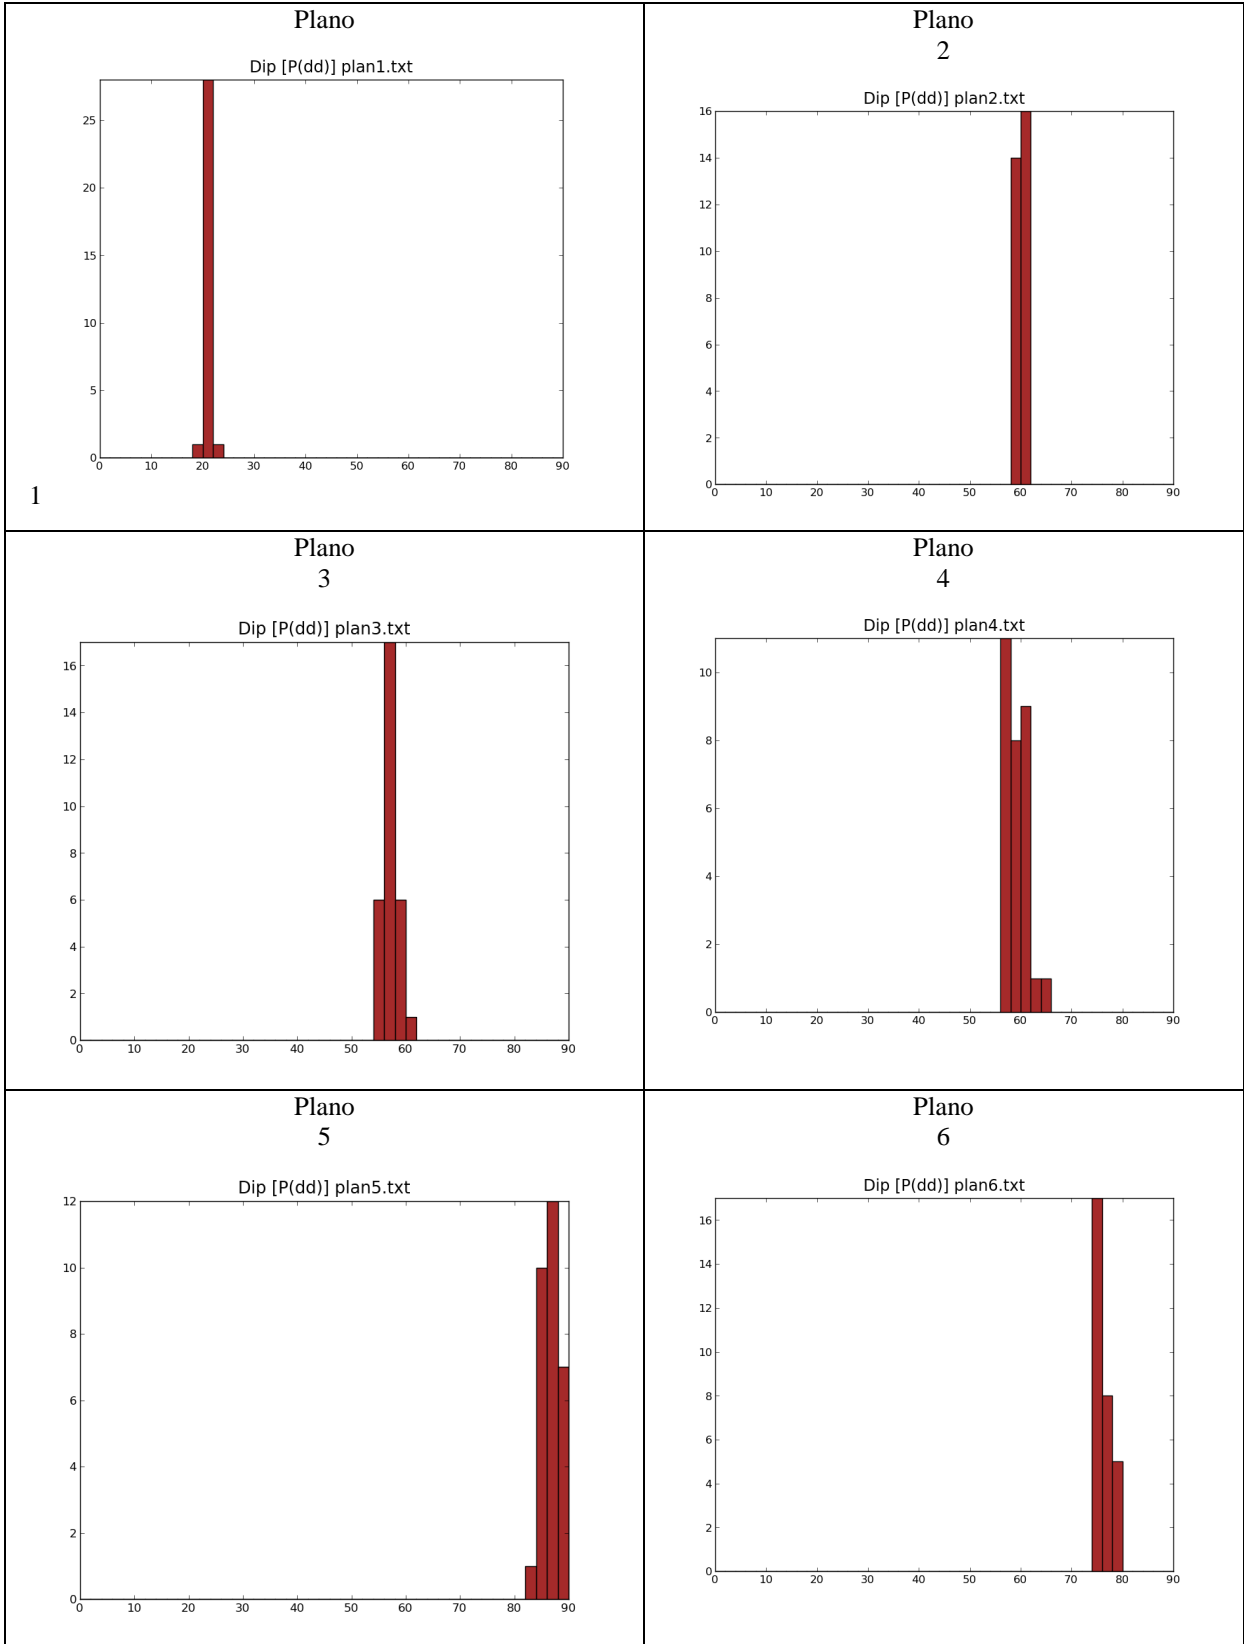 Plano
Dip [P(dd)] plan1.txt
25
20
15
10
5
0
0 10 20 30 40 50 60 70 80 90
1
Plano
2
Dip [P(dd)] plan2.txt
16
14
12
10
8
6
4
2
0
0 10 20 30 40 50 60 70 80 90
Plano
3
Dip [P(dd)] plan3.txt
16
14
12
10
8
6
4
2
0
0 10 20 30 40 50 60 70 80 90
Plano
4
Dip [P(dd)] plan4.txt
10
8
6
4
2
0
0 10 20 30 40 50 60 70 80 90
Plano
5
Dip [P(dd)] plan5.txt
12
10
8
6
4
2
0
0 10 20 30 40 50 60 70 80 90
Plano
6
Dip [P(dd)] plan6.txt
16
14
12
10
8
6
4
2
0
0 10 20 30 40 50 60 70 80 90